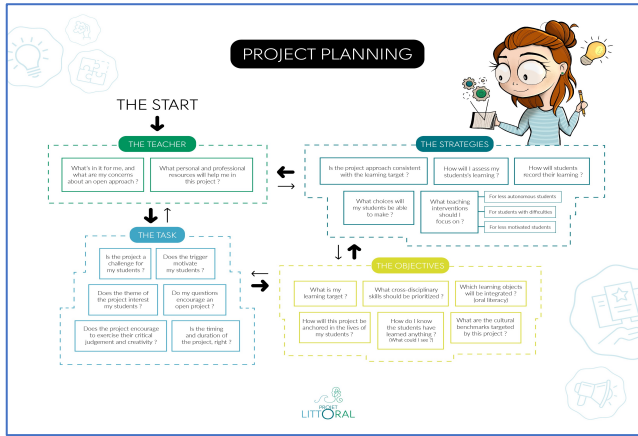 PROJECT PLANNING
THE START
THE TEACHER
What's in it for me, and
what are my concerns
about an open approach ?
What personal and professional
resources will help me in
this project ?
THE STRATEGIES
Is the project approach consistent
with the learning target ?
How will I assess my
student's learning ?
How will students
record their learning ?
What choices will
my students be able
to make ?
What teaching
interventions
should I
focus on ?
For less autonomous students
For students with difficulties
For less motivated students
THE TASK
Is the project a
challenge for
my students ?
Does the trigger
motivate
my students ?
Does the theme of
the project interest
my students ?
Do my questions
encourage an
open project ?
Does the project encourage
to exercise their critical
judgement and creativity ?
Is the timing
and duration of
the project, right ?
THE OBJECTIVES
What is my
learning target ?
What cross-disciplinary
skills should be prioritized ?
Which learning objects
will be integrated ?
(oral literacy)
How will this project be
anchored in the lives of
my students ?
How do I know
the students have
learned anything ?
(What could I see ?)
What are the cultural
benchmarks targeted
by this project ?
PROJET
LITTORAL